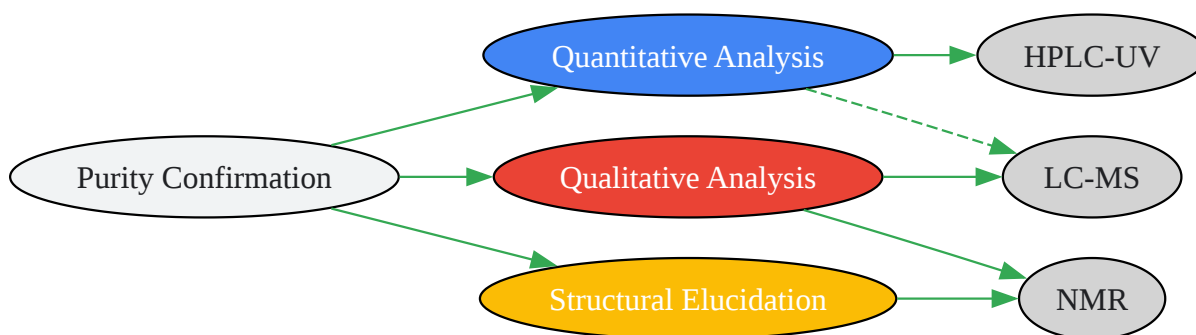 Quantitative Analysis
HPLC-UV
Purity Confirmation
Qualitative Analysis
LC-MS
Structural Elucidation
NMR